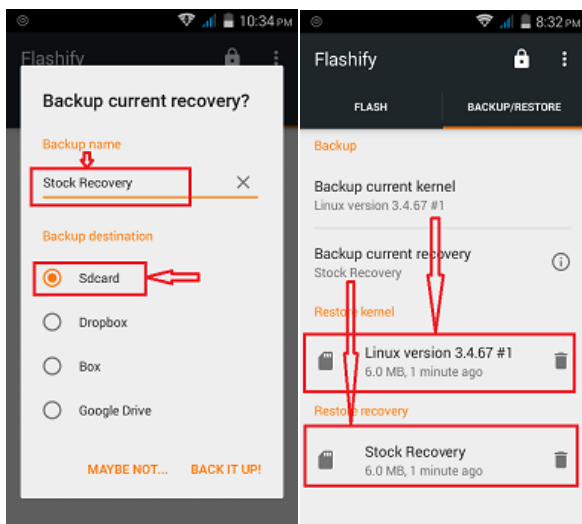 10:34 PM
Flashify
Backup current recovery?
Backup name
Stock Recovery
Backup destination
Sdcard
Dropbox
Box
Google Drive
MAYBE NOT... BACK IT UP!
8:32 PM
Flashify
FLASH BACKUP/RESTORE
Backup
Backup current kernel
Linux version 3.4.67 #1
Backup current recovery
Stock Recovery
Restore kernel
Linux version 3.4.67 #1
6.0 MB, 1 minute ago
Restore recovery
Stock Recovery
6.0 MB, 1 minute ago